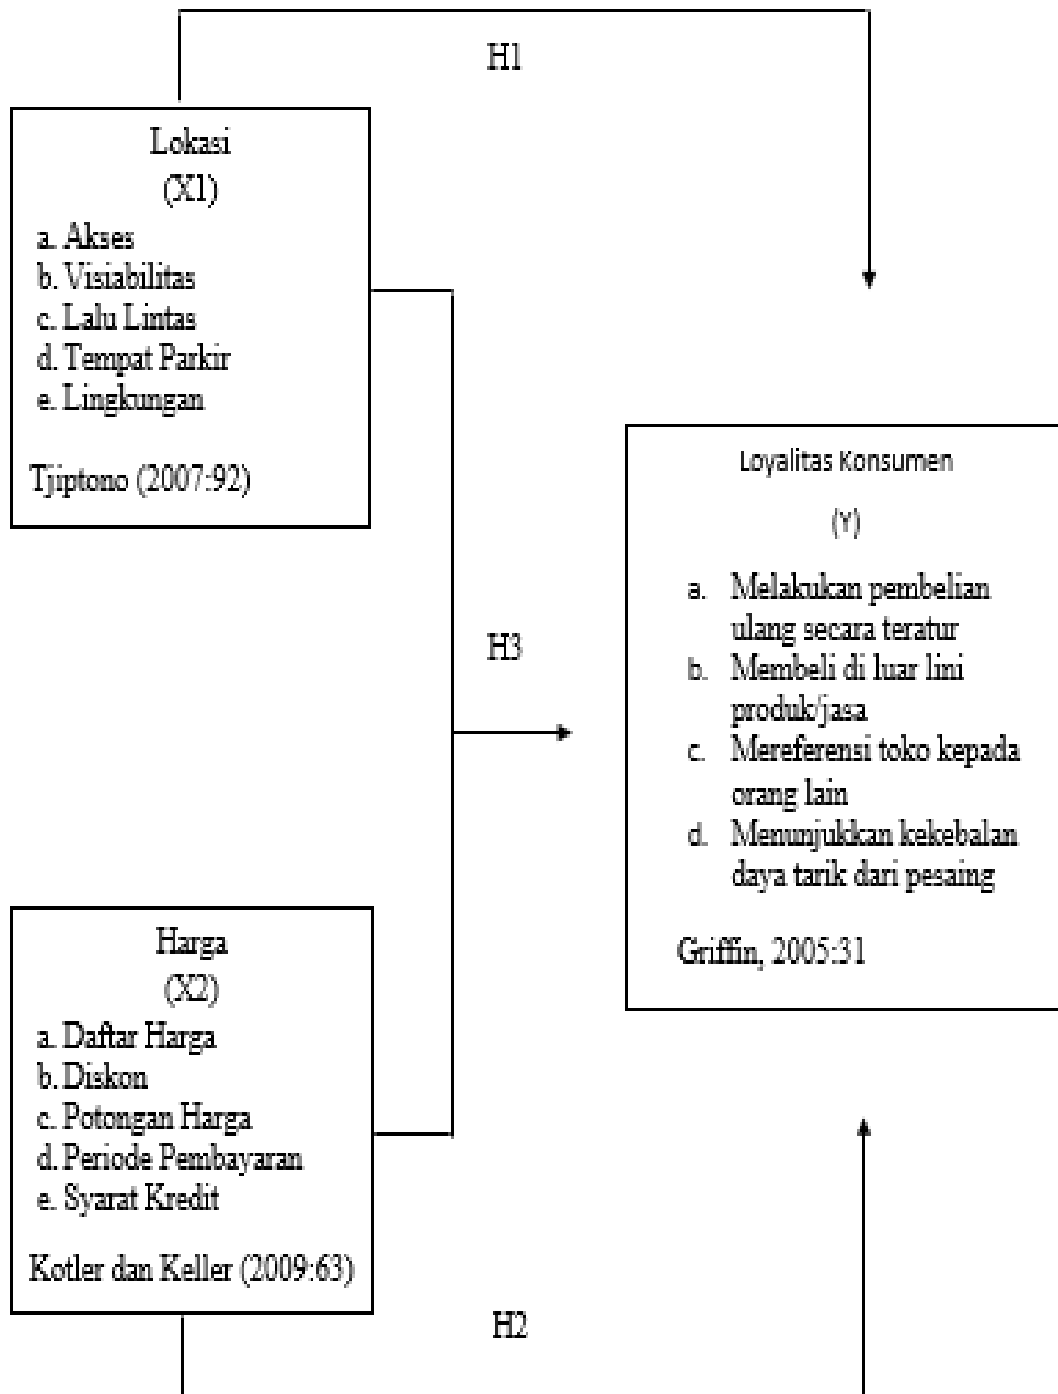 H1
Lokasi
(X1)
a. Akses
b. Visiabilitas
c. Lalu Lintas
d. Tempat Parkir
e. Lingkungan
Tjiptono (2007:92)
H3
Loyalitas Konsumen
(Y)
a. Melakukan pembelian
ulang secara teratur
b. Membeli di luar lini
produk/jasa
c. Mereferensi toko kepada
orang lain
d. Menunjukkan kekebalan
daya tarik dari pesaing
Griffin, 2005:31
Harga
(X2)
a. Daftar Harga
b. Diskon
c. Potongan Harga
d. Periode Pembayaran
e. Syarat Kredit
Kotler dan Keller (2009:63)
H2